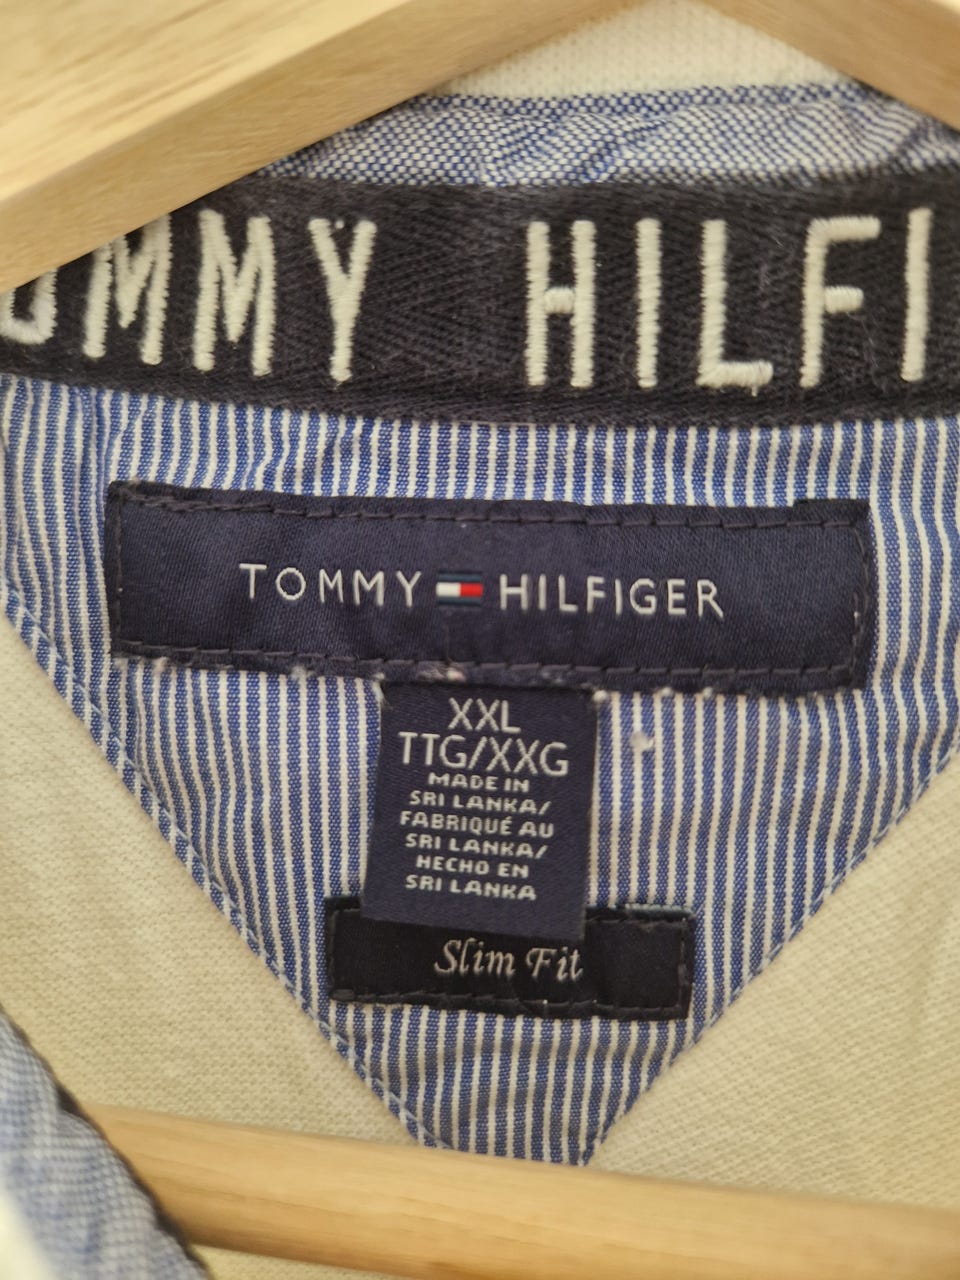 OMMY HILFI
TOMMY HILFIGER
XXL
TTG/XXG
MADE IN
SRI LANKA/
FABRIQUÉ AU
SRI LANKA/
HECHO EN
SRI LANKA
Slim Fit